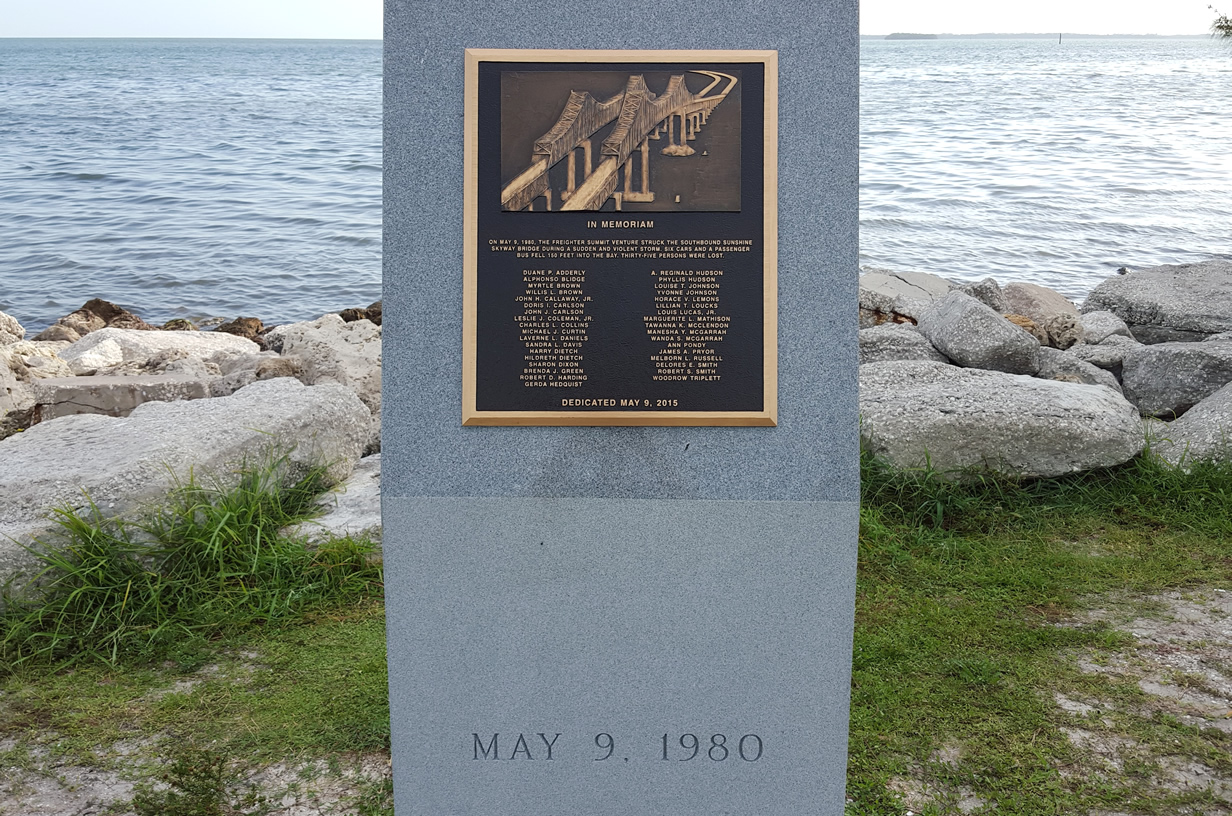 IN MEMORIAM
ON MAY 9, 1980, THE FREIGHTER SUMMIT VENTURE STRUCK THE SOUTHBOUND SUNSHINE
SKYWAY BRIDGE DURING A SUDDEN AND VIOLENT STORM. SIX CARS AND A PASSENGER
BUS FELL 150 FEET INTO THE BAY. THIRTY-FIVE PERSONS WERE LOST.
DUANE P. ADDERLY
ALPHONSO BLIDGE
MYRTLE BROWN
WILLIS L. BROWN
JOHN H. CALLAWAY, JR.
DORIS I. CARLSON
JOHN J. CARLSON
LESLIE J. COLEMAN, JR.
CHARLES L. COLLINS
MICHAEL J. CURTIN
LAVERNE L. DANIELS
SANDRA L. DAVIS
HARRY DIETCH
HILDRETH DIETCH
SHARON DIXON
BRENDA J. GREEN
ROBERT D. HARDING
GERDA HEDQUIST
A. REGINALD HUDSON
PHYLLIS HUDSON
LOUISE T. JOHNSON
YVONNE JOHNSON
HORACE V. LEMONS
LILLIAN T. LOUCKS
LOUIS LUCAS, JR.
MARGUERITE L. MATHISON
TAWANNA K. MCCLENDON
MANESHA Y. MCGARRAH
WANDA S. MCGARRAH
ANN PONDY
JAMES A. PRYOR
MELBORN L. RUSSELL
DELORES E. SMITH
ROBERT S. SMITH
WOODROW TRIPLETT
DEDICATED MAY 9, 2015
MAY 9, 1980